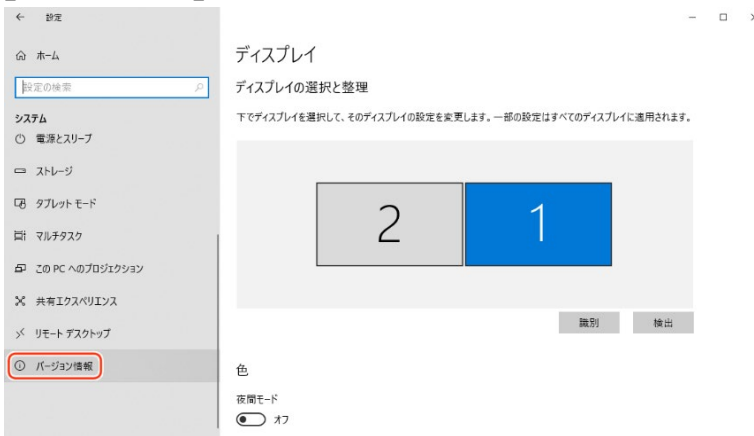 設定
ホーム
設定の検索
システム
電源とスリープ
ストレージ
タブレット モード
マルチタスク
この PC へのプロジェクション
共有エクスペリエンス
リモート デスクトップ
バージョン情報
ディスプレイ
ディスプレイの選択と整理
下でディスプレイを選択して、そのディスプレイの設定を変更します。一部の設定はすべてのディスプレイに適用されます。
2
1
識別
検出
色
夜間モード
オフ